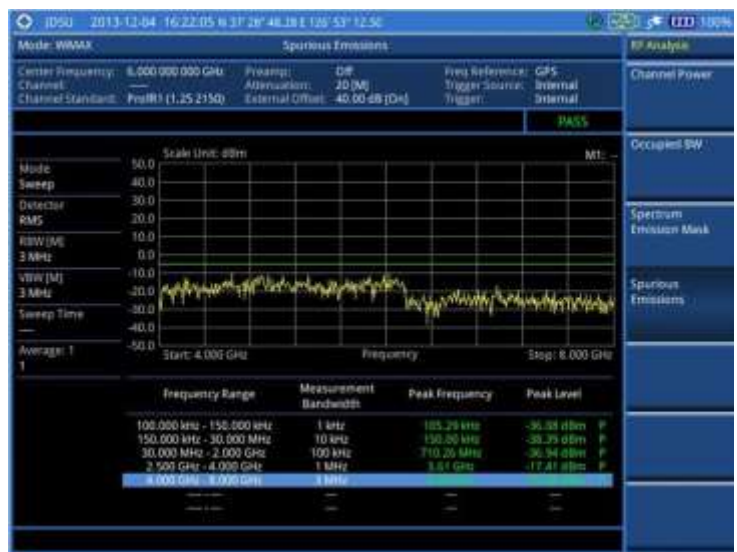 JDSU 2013-12-04 16:22:05 N 37° 28' 48.28 E 126° 53' 12.50 100%
Mode: WiMAX
Spurious Emissions
RF Analysis
Center Frequency: 6.000 000 000 GHz Preamp: Off Freq Reference: GPS
Channel: --- Attenuation: 20 [M] Trigger Source: Internal
Channel Standard: ProfR1 (1.25 2150) External Offset: 40.00 dB [On] Trigger: Internal
PASS
Channel Power
Occupied BW
Spectrum Emission Mask
Spurious Emissions
Mode
Sweep
Detector
RMS
RBW [M]
3 MHz
VBW [M]
3 MHz
Sweep Time
---
Average: 1
1
Scale Unit: dBm M1: --
50.0
40.0
30.0
20.0
10.0
0.0
-10.0
-20.0
-30.0
-40.0
-50.0
Start: 4.000 GHz Frequency Stop: 8.000 GHz
Frequency Range Measurement Bandwidth Peak Frequency Peak Level
100.000 kHz - 150.000 kHz 1 kHz 105.29 kHz dBm P
150.000 kHz - 30.000 MHz 10 kHz 150.00 kHz -38.39 dBm P
30.000 MHz - 2.000 GHz 100 kHz 710.26 MHz -36.94 dBm P
2.500 GHz - 4.000 GHz 1 MHz 3.61 GHz -17.41 dBm P
4.000 GHz - 8.000 GHz 3 MHz
---.--- --- --- ---
---.--- --- --- ---